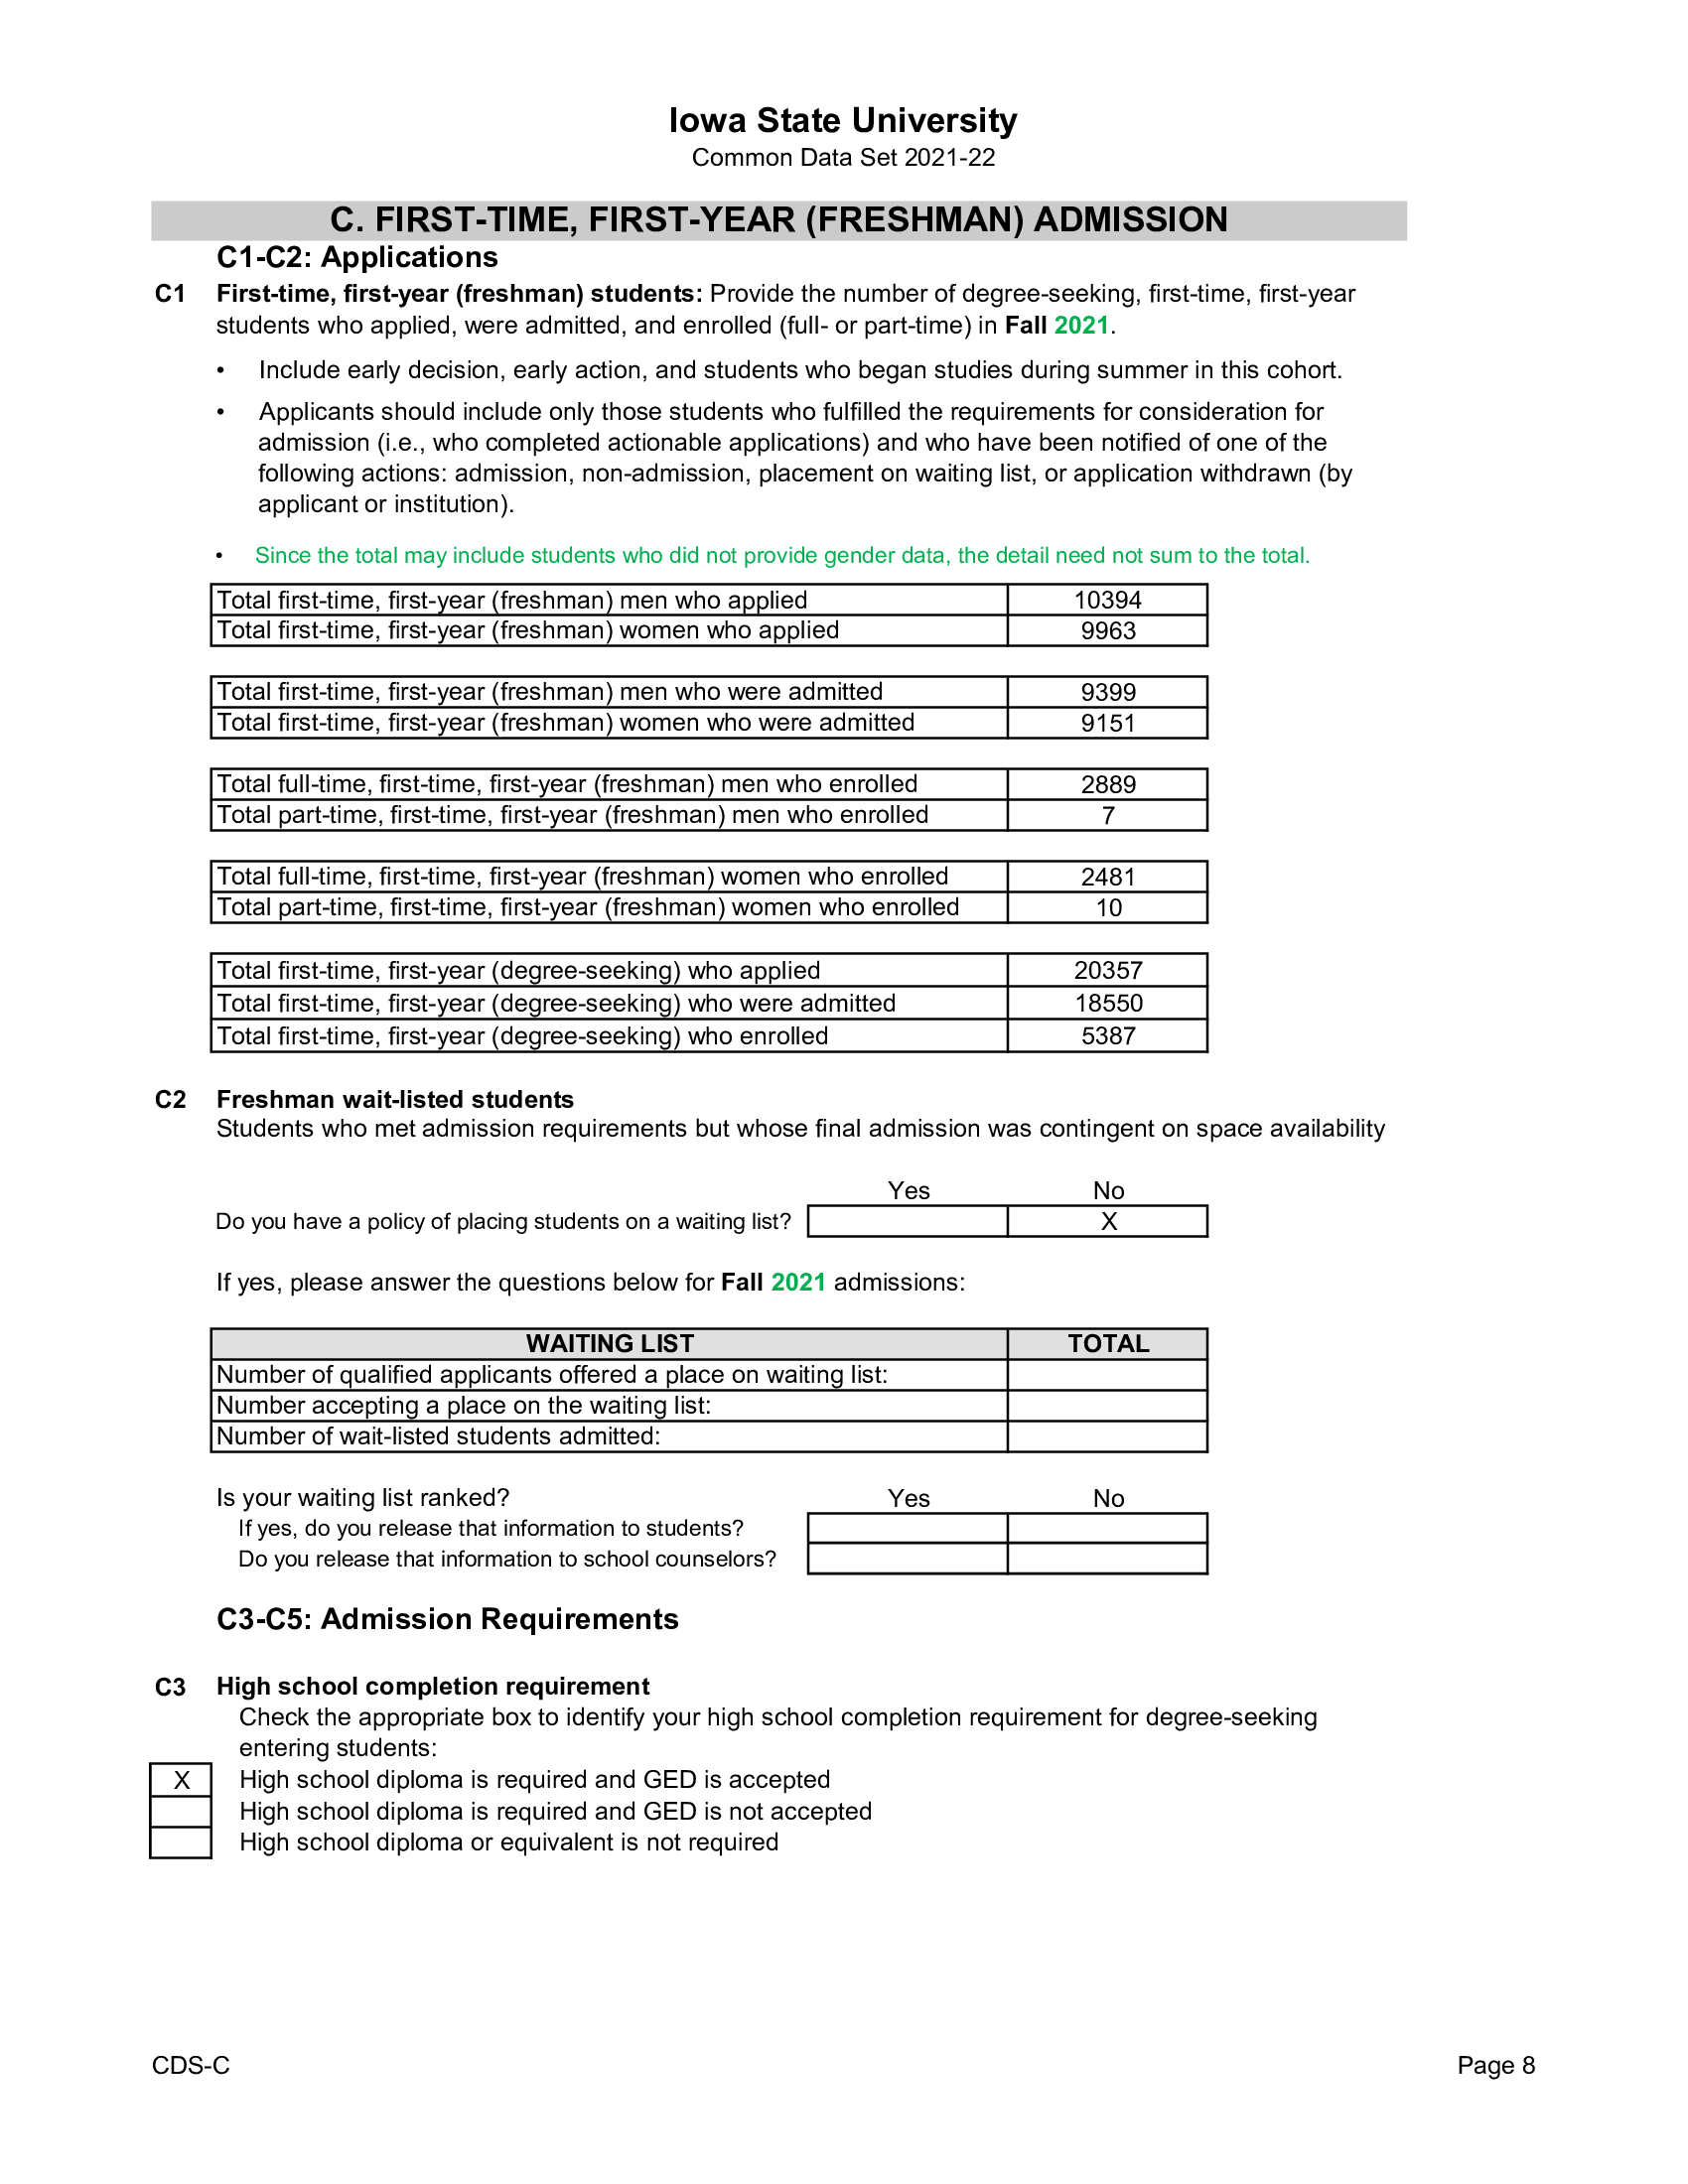 Iowa State University
Common Data Set 2021-22
C. FIRST-TIME, FIRST-YEAR (FRESHMAN) ADMISSION
C1-C2: Applications
C1 First-time, first-year (freshman) students: Provide the number of degree-seeking, first-time, first-year
students who applied, were admitted, and enrolled (full- or part-time) in Fall 2021.
• Include early decision, early action, and students who began studies during summer in this cohort.
• Applicants should include only those students who fulfilled the requirements for consideration for
admission (i.e., who completed actionable applications) and who have been notified of one of the
following actions: admission, non-admission, placement on waiting list, or application withdrawn (by
applicant or institution).
• Since the total may include students who did not provide gender data, the detail need not sum to the total.
Total first-time, first-year (freshman) men who applied 10394
Total first-time, first-year (freshman) women who applied 9963
Total first-time, first-year (freshman) men who were admitted 9399
Total first-time, first-year (freshman) women who were admitted 9151
Total full-time, first-time, first-year (freshman) men who enrolled 2889
Total part-time, first-time, first-year (freshman) men who enrolled 7
Total full-time, first-time, first-year (freshman) women who enrolled 2481
Total part-time, first-time, first-year (freshman) women who enrolled 10
Total first-time, first-year (degree-seeking) who applied 20357
Total first-time, first-year (degree-seeking) who were admitted 18550
Total first-time, first-year (degree-seeking) who enrolled 5387
C2 Freshman wait-listed students
Students who met admission requirements but whose final admission was contingent on space availability
Yes No
Do you have a policy of placing students on a waiting list? X
If yes, please answer the questions below for Fall 2021 admissions:
WAITING LIST TOTAL
Number of qualified applicants offered a place on waiting list:
Number accepting a place on the waiting list:
Number of wait-listed students admitted:
Is your waiting list ranked? Yes No
If yes, do you release that information to students?
Do you release that information to school counselors?
C3-C5: Admission Requirements
C3 High school completion requirement
Check the appropriate box to identify your high school completion requirement for degree-seeking
entering students:
X High school diploma is required and GED is accepted
High school diploma is required and GED is not accepted
High school diploma or equivalent is not required
CDS-C Page 8